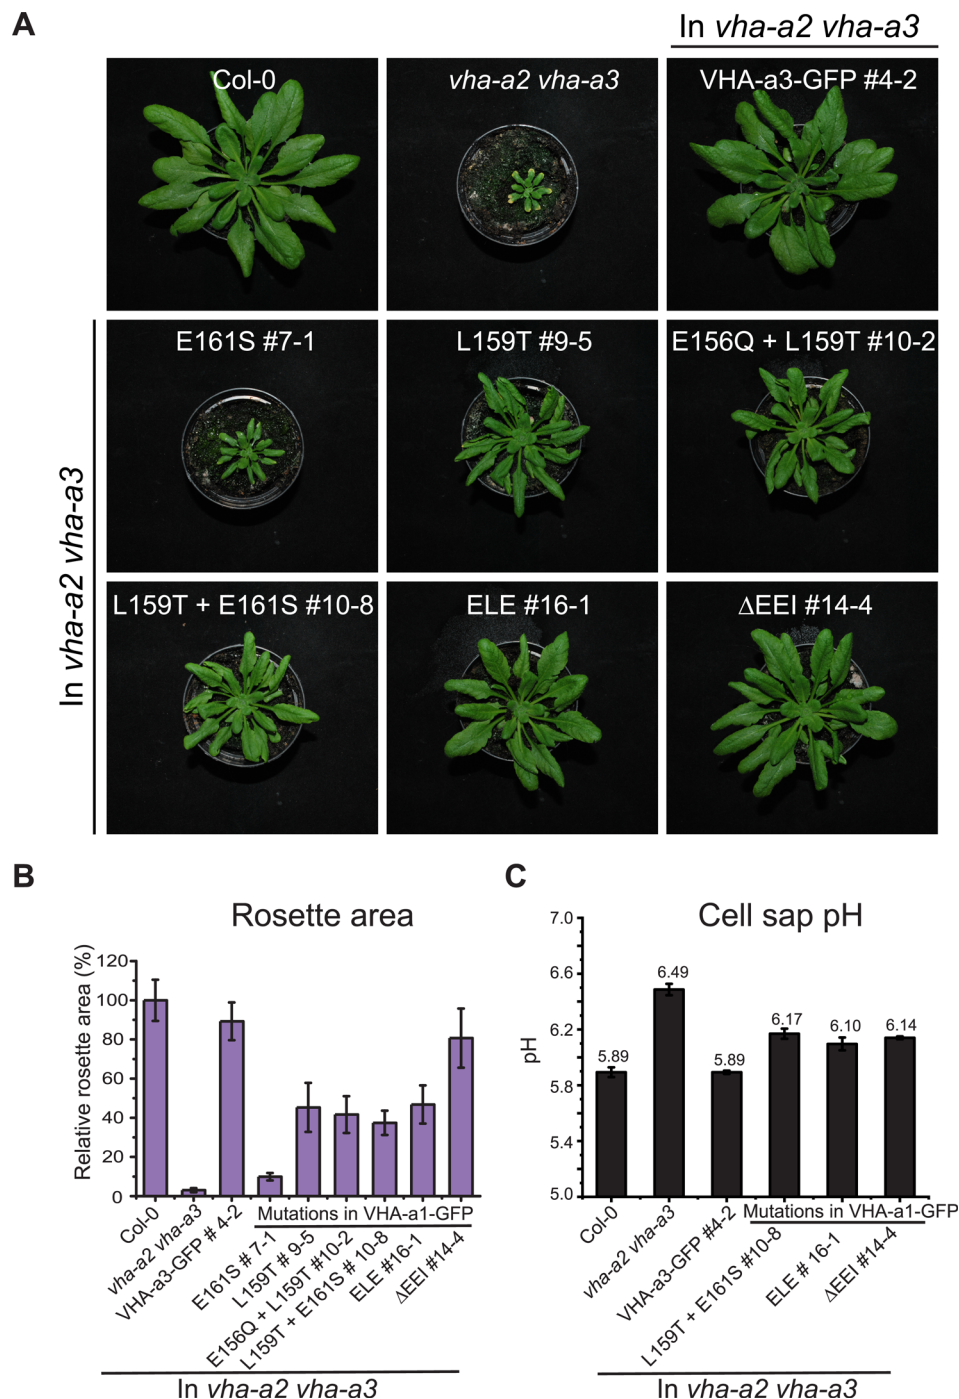 A
In vha-a2 vha-a3
Col-0
vha-a2 vha-a3
VHA-a3-GFP #4-2
E161S #7-1
L159T #9-5
E156Q + L159T #10-2
In vha-a2 vha-a3
L159T + E161S #10-8
ELE #16-1
ΔEEI #14-4
B
Rosette area
Relative rosette area (%)
120
100
80
60
40
20
0
Mutations in VHA-a1-GFP
Col-0
vha-a2 vha-a3
VHA-a3-GFP # 4-2
E161S # 7-1
L159T # 9-5
E156Q + L159T #10-2
L159T + E161S # 10-8
ELE #16-1
ΔEEI #14-4
In vha-a2 vha-a3
C
Cell sap pH
pH
7.0
6.6
6.2
5.8
5.4
5.0
5.89
6.49
5.89
6.17
6.10
6.14
Mutations in VHA-a1-GFP
Col-0
vha-a2 vha-a3
VHA-a3-GFP #4-2
L159T + E161S #10-8
ELE # 16-1
ΔEEI #14-4
In vha-a2 vha-a3